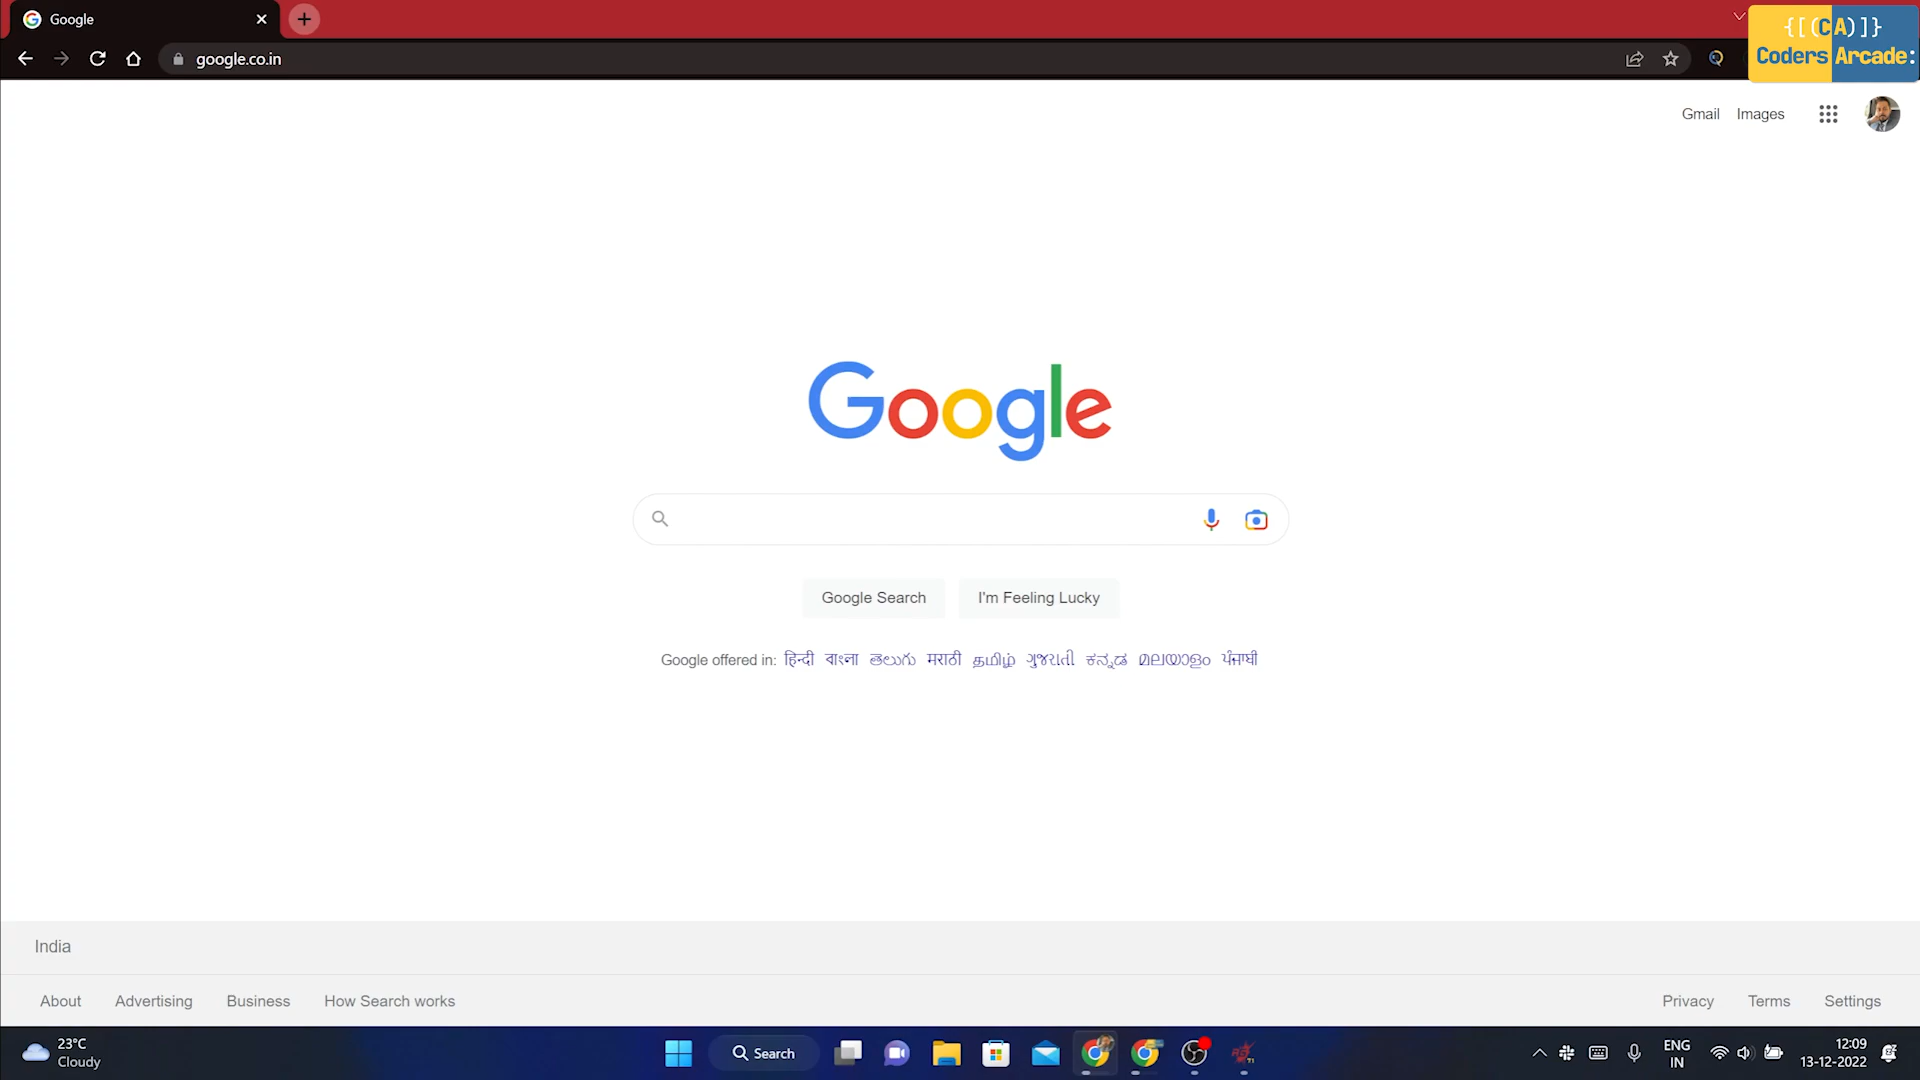 Google
google.co.in
{[(CA)]}
Coders Arcade:
Gmail Images
Google
Google Search I'm Feeling Lucky
Google offered in: हिन्दी বাংলা తెలుగు मराठी தமிழ் ગુજરાતી ಕನ್ನಡ മലയാളം ਪੰਜਾਬੀ
India
About Advertising Business How Search works Privacy Terms Settings
23°C
Cloudy
Search
ENG
IN
12:09
13-12-2022